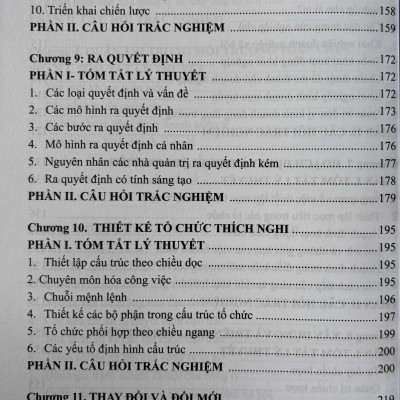 10. Triển khai chiến lược 158
PHẦN II. CÂU HỎI TRẮC NGHIỆM 159
Chương 9: RA QUYẾT ĐỊNH 172
PHẦN I- TÓM TẮT LÝ THUYẾT 172
1. Các loại quyết định và vấn đề 172
2. Các mô hình ra quyết định 173
3. Các bước ra quyết định 174
4. Mô hình ra quyết định cá nhân 175
5. Nguyên nhân các nhà quản trị ra quyết định kém 177
6. Ra quyết định có tính sáng tạo 178
PHẦN II. CÂU HỎI TRẮC NGHIỆM 179
Chương 10. THIẾT KẾ TỔ CHỨC THÍCH NGHI 195
PHẦN I. TÓM TẮT LÝ THUYẾT 195
1. Thiết lập cấu trúc theo chiều dọc 195
2. Chuyên môn hóa công việc 195
3. Chuỗi mệnh lệnh 196
4. Thiết kế các bộ phận trong cấu trúc tổ chức 197
5. Tổ chức phối hợp theo chiều ngang 199
6. Các yếu tố định hình cấu trúc 200
PHẦN II. CÂU HỎI TRẮC NGHIỆM 200
Chương 11. THAY ĐỔI VÀ ĐỔI MỚI 219